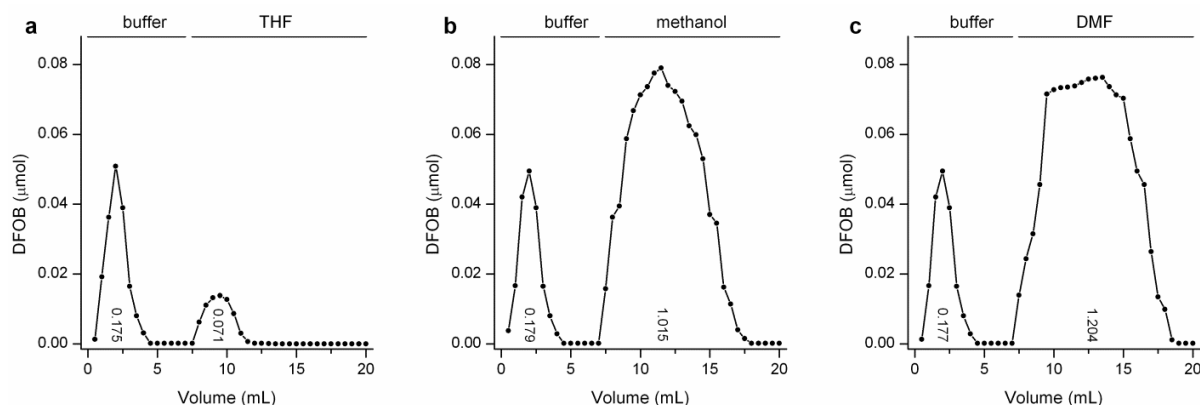 a
buffer THF
DFOB (μmol)
0.08
0.06
0.04
0.02
0.00
0.175
0.071
0 5 10 15 20
Volume (mL)
b
buffer methanol
DFOB (μmol)
0.08
0.06
0.04
0.02
0.00
0.179
1.015
0 5 10 15 20
Volume (mL)
c
buffer DMF
DFOB (μmol)
0.08
0.06
0.04
0.02
0.00
0.177
1.204
0 5 10 15 20
Volume (mL)